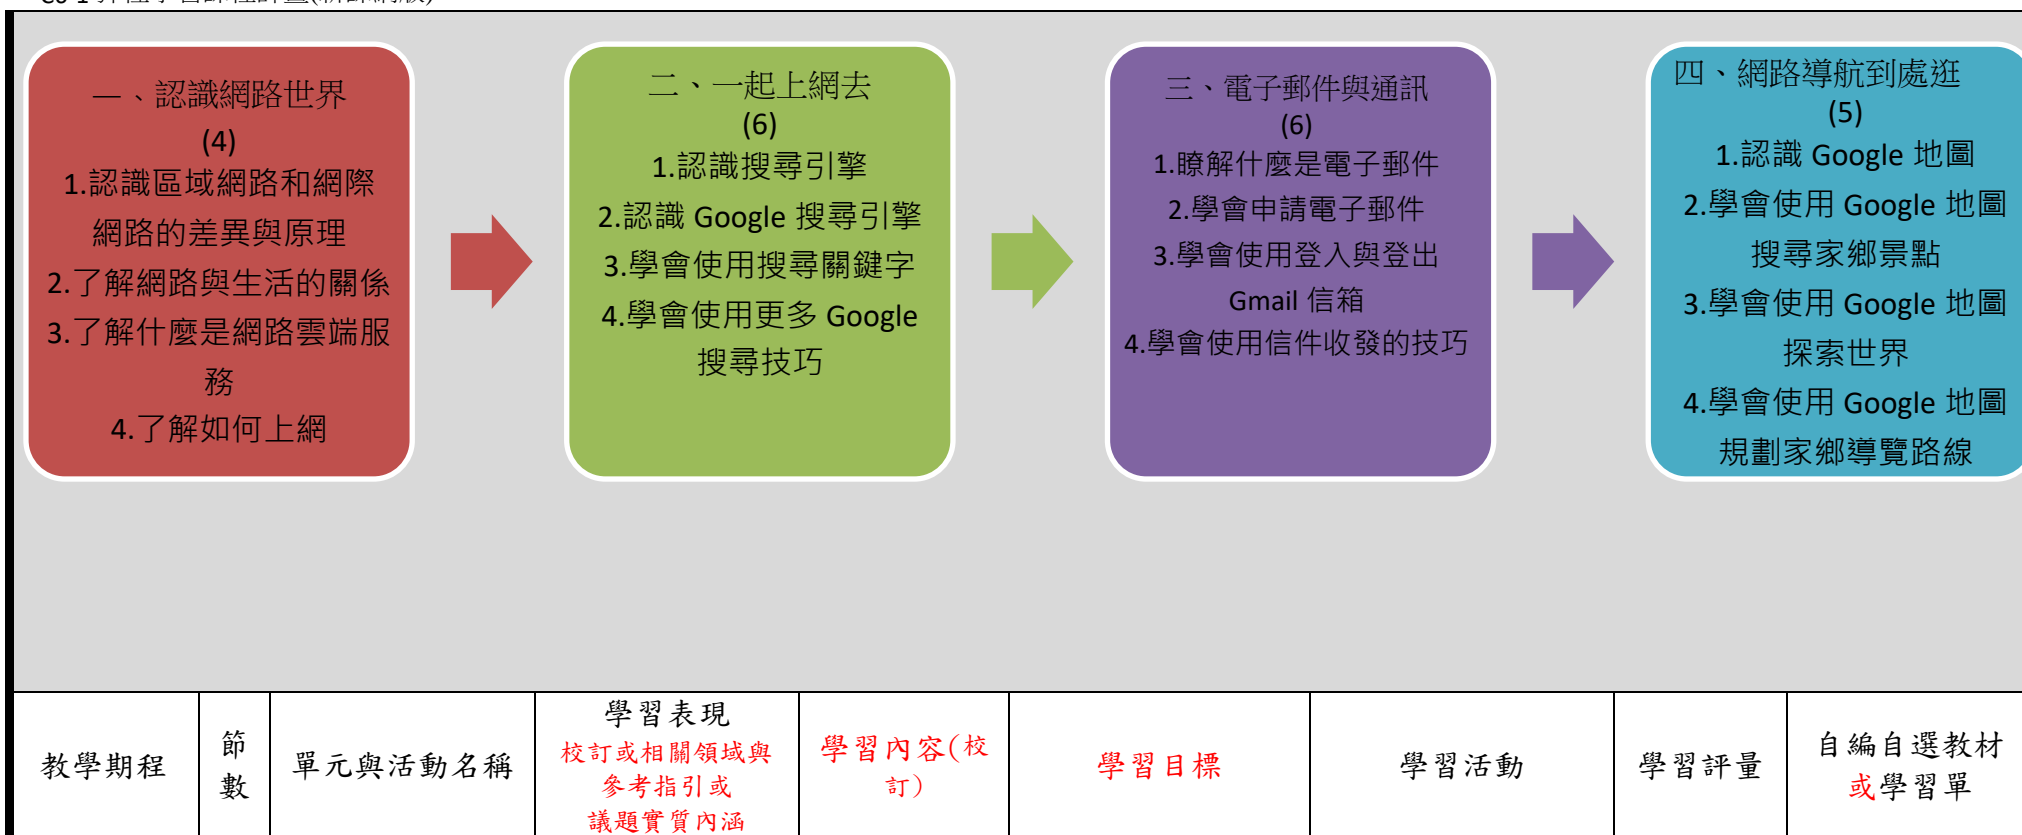 C6-1 彈性學習課程計畫(新課綱版)
一、認識網路世界
(4)
1.認識區域網路和網際
網路的差異與原理
2.了解網路與生活的關係
3.了解什麼是網路雲端服
務
4.了解如何上網
二、一起上網去
(6)
1.認識搜尋引擎
2.認識 Google 搜尋引擎
3.學會使用搜尋關鍵字
4.學會使用更多 Google
搜尋技巧
三、電子郵件與通訊
(6)
1.瞭解什麼是電子郵件
2.學會申請電子郵件
3.學會使用登入與登出
Gmail 信箱
4.學會使用信件收發的技巧
四、網路導航到處逛
(5)
1.認識 Google 地圖
2.學會使用 Google 地圖
搜尋家鄉景點
3.學會使用 Google 地圖
探索世界
4.學會使用 Google 地圖
規劃家鄉導覽路線
教學期程
節
數
單元與活動名稱
學習表現
校訂或相關領域與
參考指引或
議題實質內涵
學習內容(校
訂)
學習目標
學習活動
學習評量
自編自選教材
或學習單